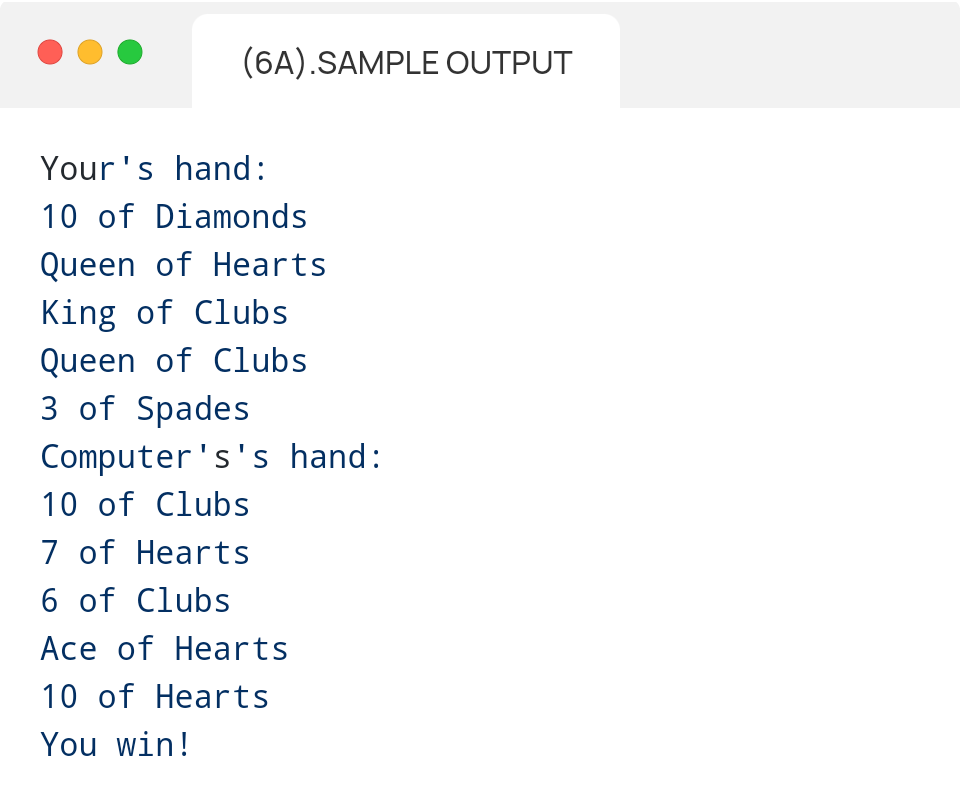 (6A).SAMPLE OUTPUT
Your's hand:
10 of Diamonds
Queen of Hearts
King of Clubs
Queen of Clubs
3 of Spades
Computer's's hand:
10 of Clubs
7 of Hearts
6 of Clubs
Ace of Hearts
10 of Hearts
You win!